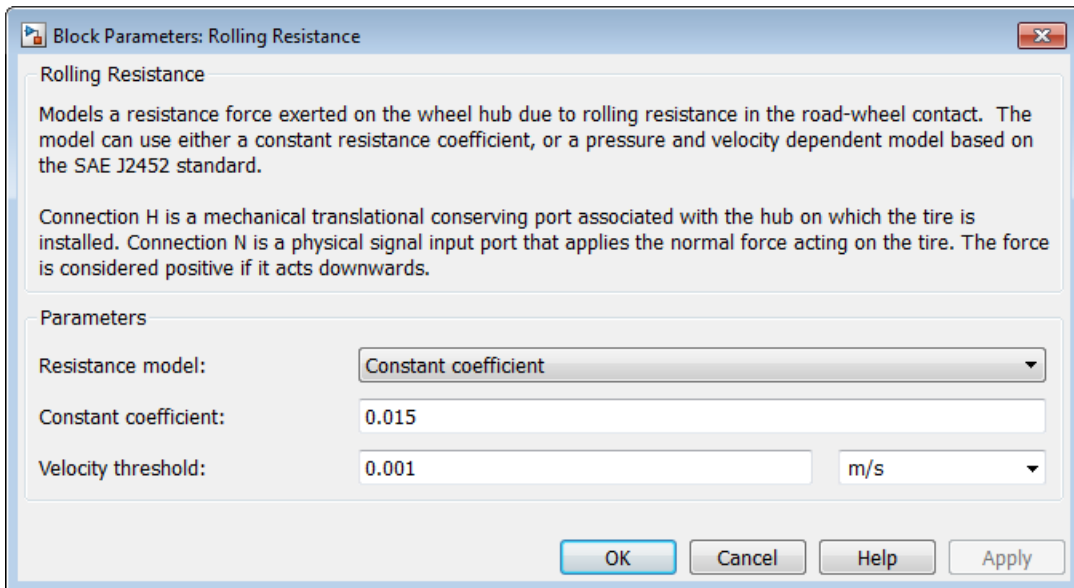 Block Parameters: Rolling Resistance
Rolling Resistance
Models a resistance force exerted on the wheel hub due to rolling resistance in the road-wheel contact.  The
model can use either a constant resistance coefficient, or a pressure and velocity dependent model based on
the SAE J2452 standard.
Connection H is a mechanical translational conserving port associated with the hub on which the tire is
installed. Connection N is a physical signal input port that applies the normal force acting on the tire. The force
is considered positive if it acts downwards.
Parameters
Resistance model: Constant coefficient
Constant coefficient: 0.015
Velocity threshold: 0.001 m/s
OK Cancel Help Apply